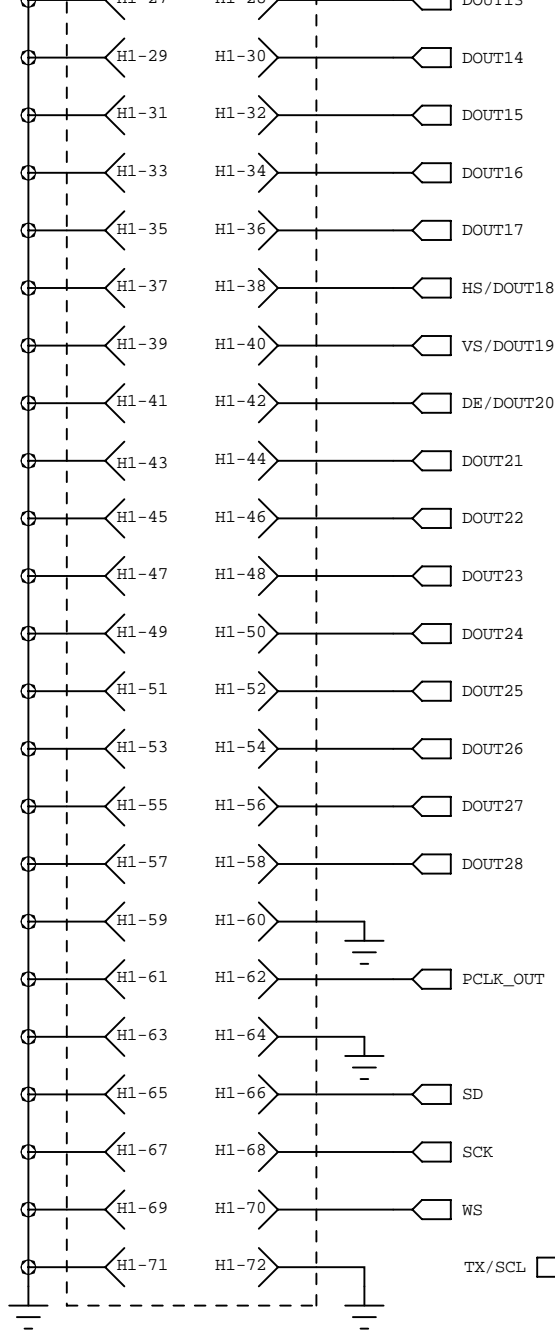 H1-27 H1-28 DOUT13
H1-29 H1-30 DOUT14
H1-31 H1-32 DOUT15
H1-33 H1-34 DOUT16
H1-35 H1-36 DOUT17
H1-37 H1-38 HS/DOUT18
H1-39 H1-40 VS/DOUT19
H1-41 H1-42 DE/DOUT20
H1-43 H1-44 DOUT21
H1-45 H1-46 DOUT22
H1-47 H1-48 DOUT23
H1-49 H1-50 DOUT24
H1-51 H1-52 DOUT25
H1-53 H1-54 DOUT26
H1-55 H1-56 DOUT27
H1-57 H1-58 DOUT28
H1-59 H1-60
H1-61 H1-62 PCLK_OUT
H1-63 H1-64
H1-65 H1-66 SD
H1-67 H1-68 SCK
H1-69 H1-70 WS
H1-71 H1-72 TX/SCL